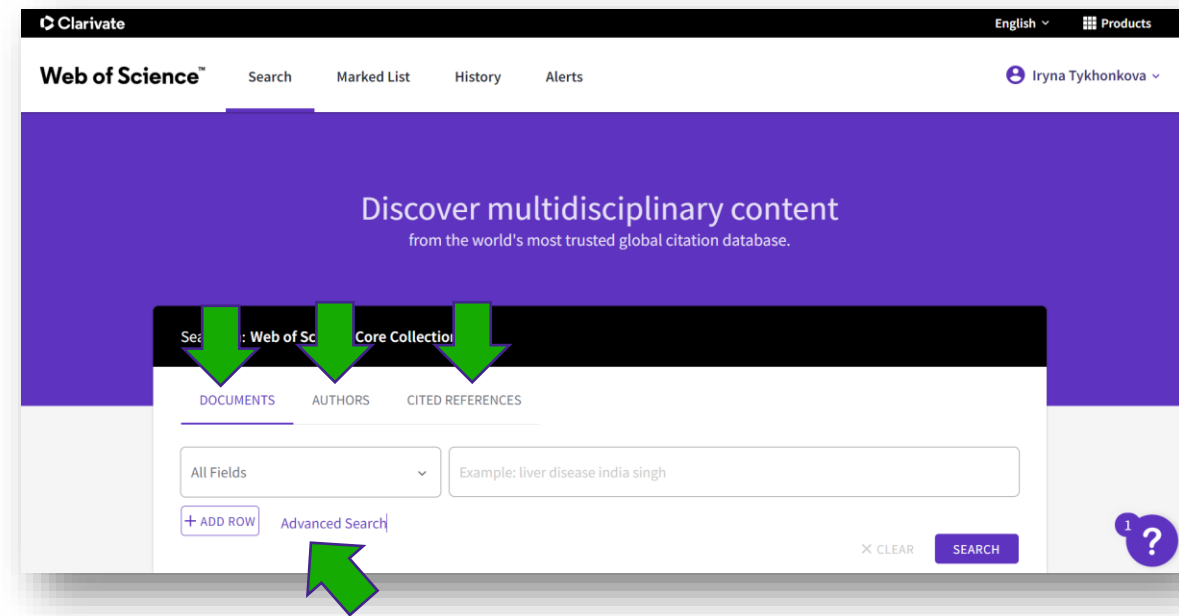 Clarivate
English
Products
Web of Science™
Search
Marked List
History
Alerts
Iryna Tykhonkova
Discover multidisciplinary content
from the world's most trusted global citation database.
: Web of Core Collection
DOCUMENTS
AUTHORS
CITED REFERENCES
All Fields
Example: liver disease india singh
+ ADD ROW
Advanced Search
× CLEAR
SEARCH
1
?